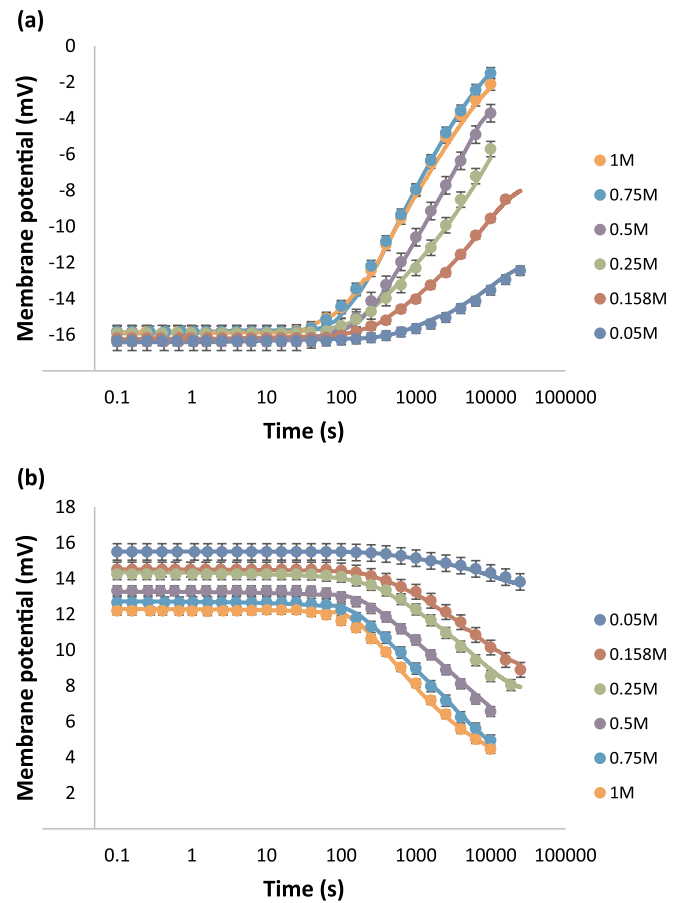 (a)
0
-2
-4
-6
-8
-10
-12
-14
-16
Membrane potential (mV)
0.1 1 10 100 1000 10000 100000
Time (s)
1M
0.75M
0.5M
0.25M
0.158M
0.05M
(b)
18
16
14
12
10
8
6
4
2
Membrane potential (mV)
0.1 1 10 100 1000 10000 100000
Time (s)
0.05M
0.158M
0.25M
0.5M
0.75M
1M